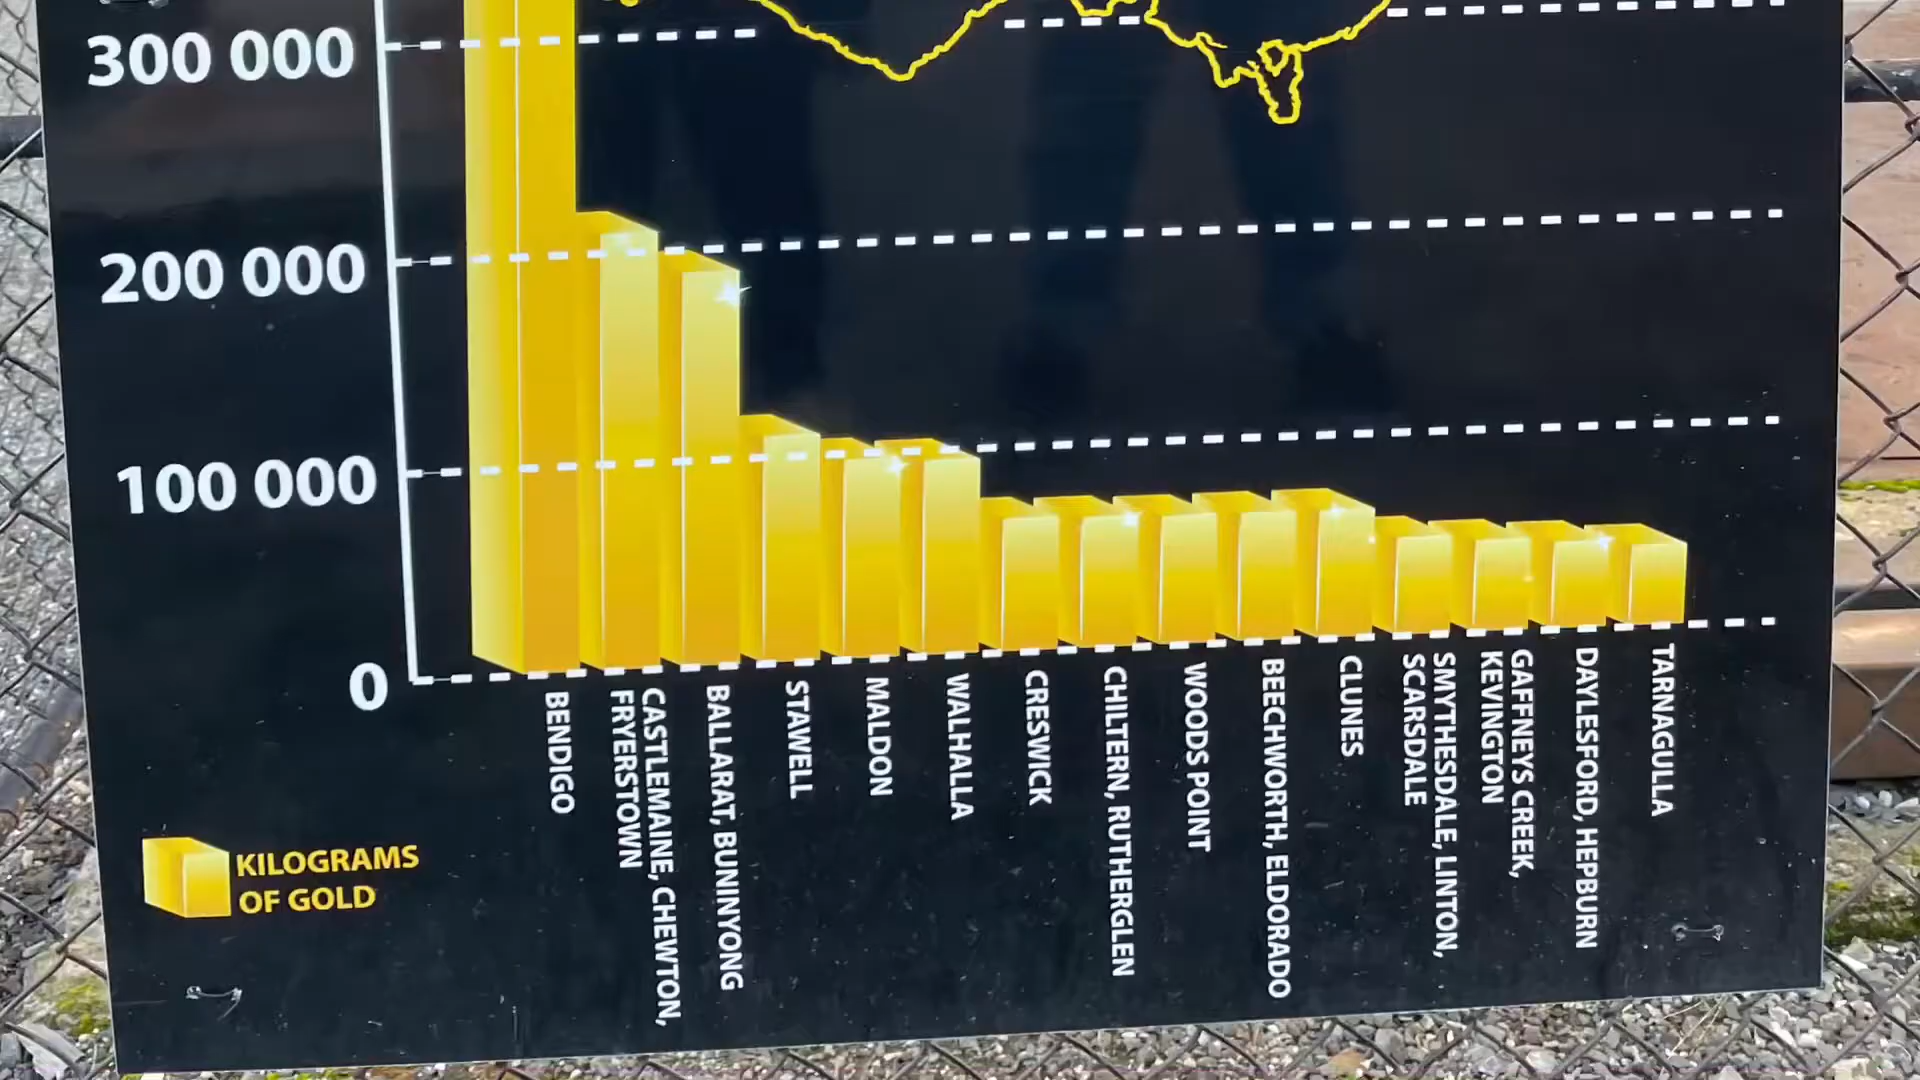 300 000
200 000
100 000
0
BENDIGO
CASTLEMAINE, CHEWTON,
FRYERSTOWN
BALLARAT, BUNINYONG
STAWELL
MALDON
WALHALLA
CRESWICK
CHILTERN, RUTHERGLEN
WOODS POINT
BEECHWORTH, ELDORADO
CLUNES
SMYTHESDALE, LINTON,
SCARSDALE
GAFFNEYS CREEK,
KEVINGTON
DAYLESFORD, HEPBURN
TARNAGULLA
KILOGRAMS
OF GOLD